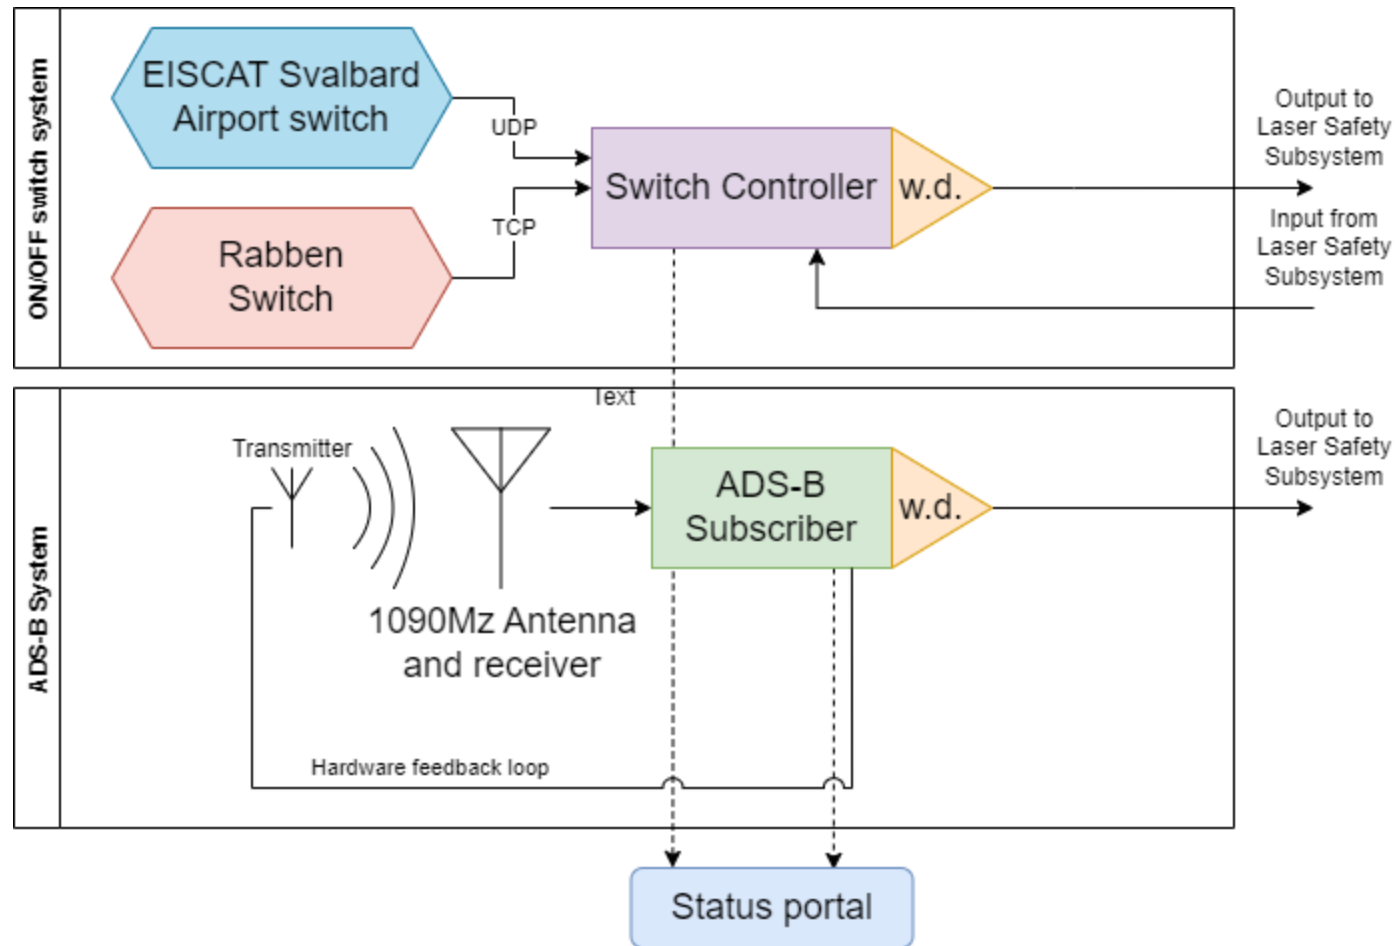 ON/OFF switch system
EISCAT Svalbard
Airport switch
UDP
Rabben
Switch
TCP
Switch Controller
w.d.
Output to
Laser Safety
Subsystem
Input from
Laser Safety
Subsystem
ADS-B System
Text
Transmitter
1090Mz Antenna
and receiver
ADS-B
Subscriber
w.d.
Output to
Laser Safety
Subsystem
Hardware feedback loop
Status portal